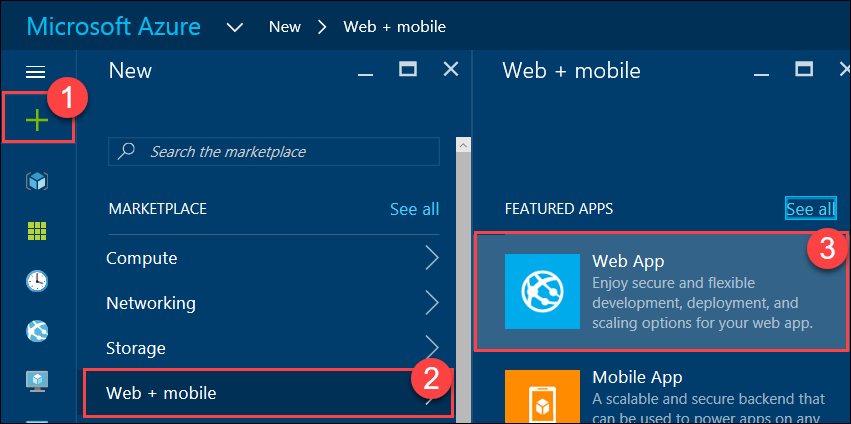 Microsoft Azure New Web + mobile
1
New
Search the marketplace
MARKETPLACE See all
Compute
Networking
Storage
Web + mobile
2
Web + mobile
FEATURED APPS See all
3
Web App
Enjoy secure and flexible
development, deployment, and
scaling options for your web app.
Mobile App
A scalable and secure backend that
can be used to power apps on any